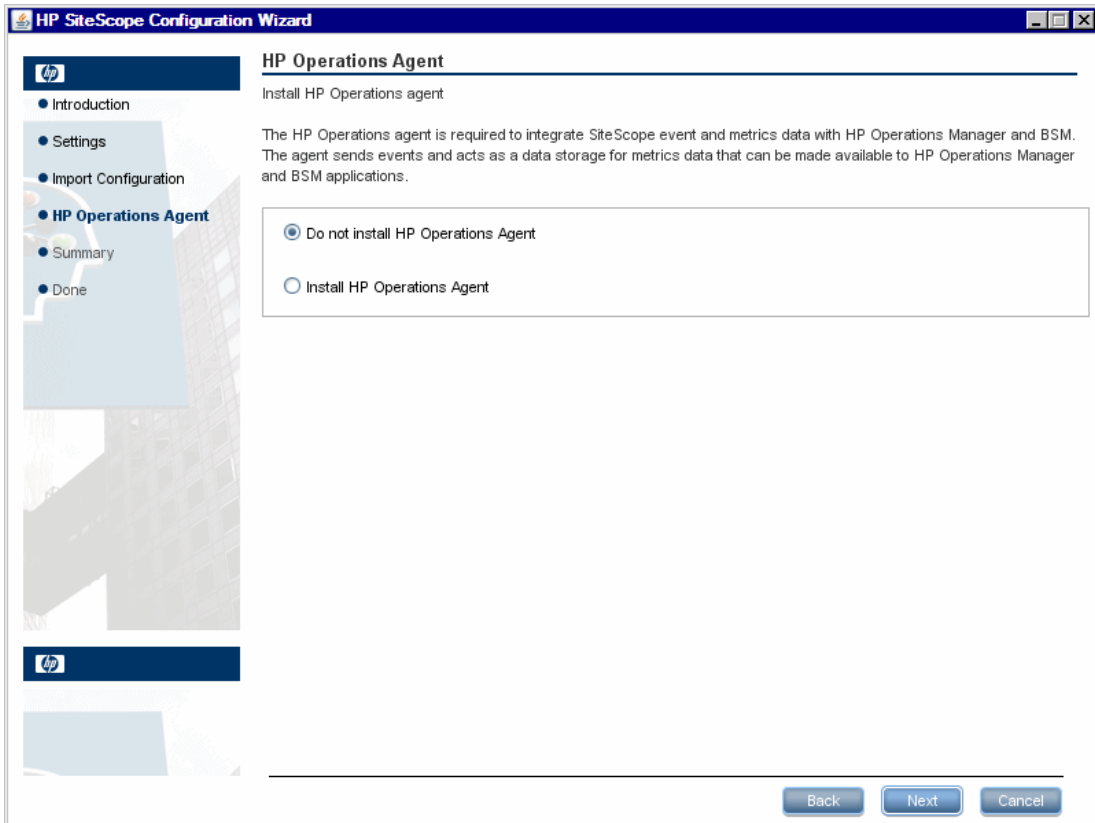 HP SiteScope Configuration Wizard
hp
Introduction
Settings
Import Configuration
HP Operations Agent
Summary
Done
hp
HP Operations Agent
Install HP Operations agent
The HP Operations agent is required to integrate SiteScope event and metrics data with HP Operations Manager and BSM.
The agent sends events and acts as a data storage for metrics data that can be made available to HP Operations Manager
and BSM applications.
Do not install HP Operations Agent
Install HP Operations Agent
Back
Next
Cancel